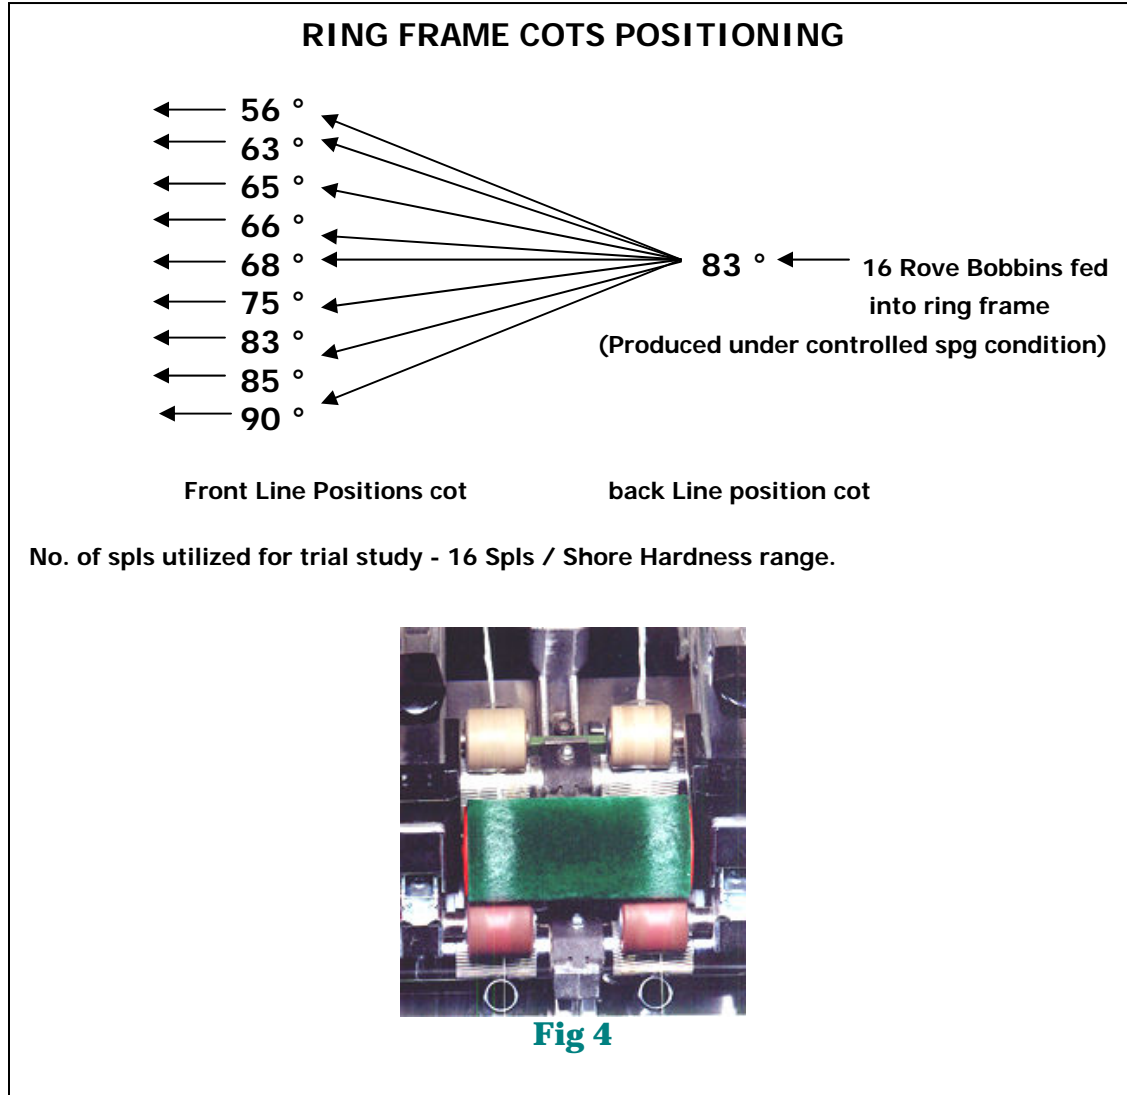 RING FRAME COTS POSITIONING
56 °
63 °
65 °
66 °
68 °
75 °
83 °
85 °
90 °
83 °
16 Rove Bobbins fed
into ring frame
(Produced under controlled spg condition)
Front Line Positions cot
back Line position cot
No. of spls utilized for trial study - 16 Spls / Shore Hardness range.
Fig 4